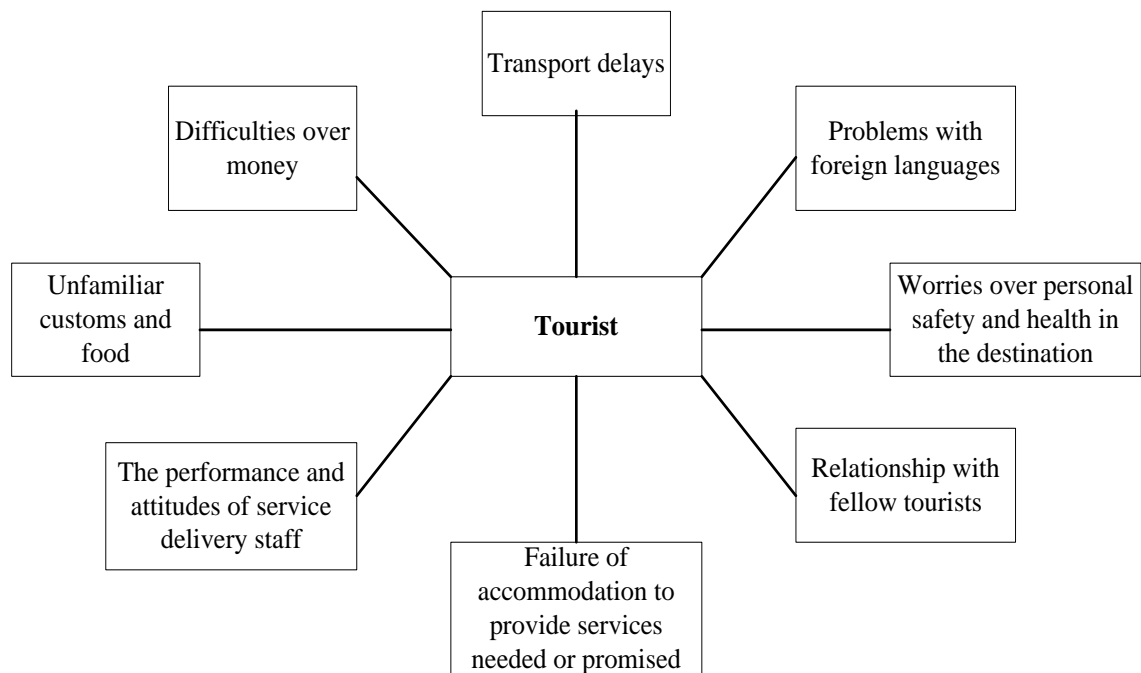 Transport delays
Difficulties over
money
Problems with
foreign languages
Unfamiliar
customs and
food
Tourist
Worries over personal
safety and health in
the destination
The performance and
attitudes of service
delivery staff
Relationship with
fellow tourists
Failure of
accommodation to
provide services
needed or promised